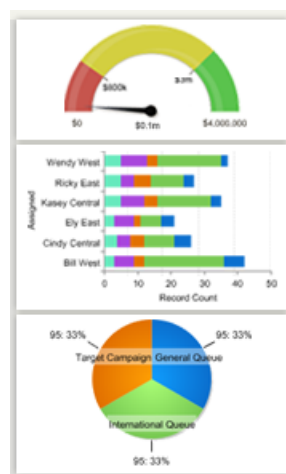 $800k
$0
$0.1m
$4,000,000
Assigned
Wendy West
Ricky East
Kasey Central
Ely East
Cindy Central
Bill West
0 10 20 30 40 50
Record Count
95: 33% 95: 33%
Target Campaign General Queue
International Queue
95: 33%